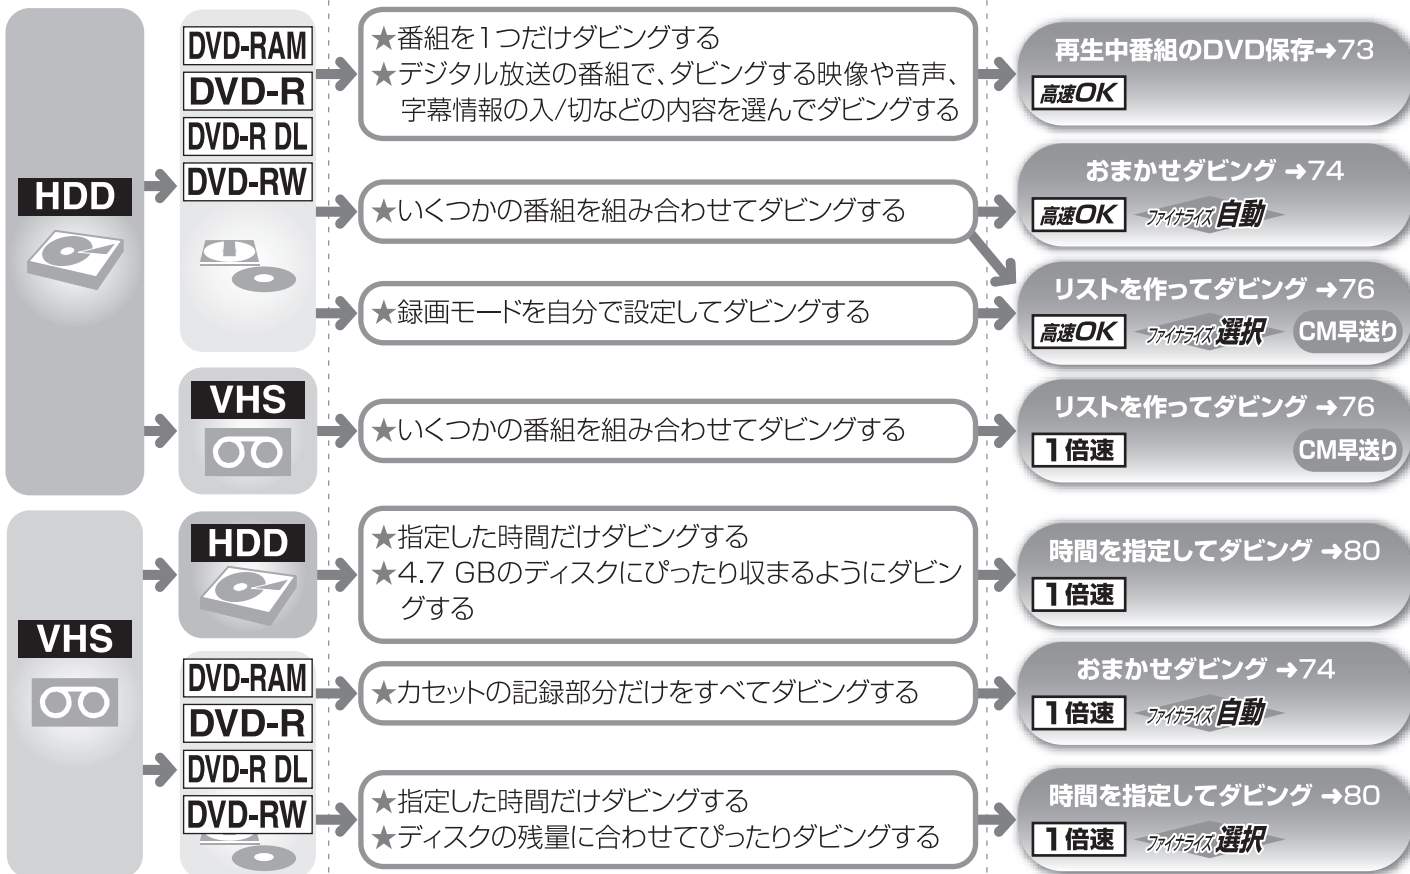 HDD
DVD-RAM
DVD-R
DVD-R DL
DVD-RW
★番組を1つだけダビングする
★デジタル放送の番組で、ダビングする映像や音声、
字幕情報の入/切などの内容を選んでダビングする
再生中番組のDVD保存→73
高速OK
★いくつかの番組を組み合わせてダビングする
おまかせダビング →74
高速OK ファイナライズ自動
★録画モードを自分で設定してダビングする
リストを作ってダビング →76
高速OK ファイナライズ選択 CM早送り
VHS
★いくつかの番組を組み合わせてダビングする
リストを作ってダビング →76
1倍速 CM早送り
VHS
HDD
★指定した時間だけダビングする
★4.7 GBのディスクにぴったり収まるようにダビン
グする
時間を指定してダビング →80
1倍速
DVD-RAM
DVD-R
DVD-R DL
DVD-RW
★カセットの記録部分だけをすべてダビングする
おまかせダビング →74
1倍速 ファイナライズ自動
★指定した時間だけダビングする
★ディスクの残量に合わせてぴったりダビングする
時間を指定してダビング →80
1倍速 ファイナライズ選択